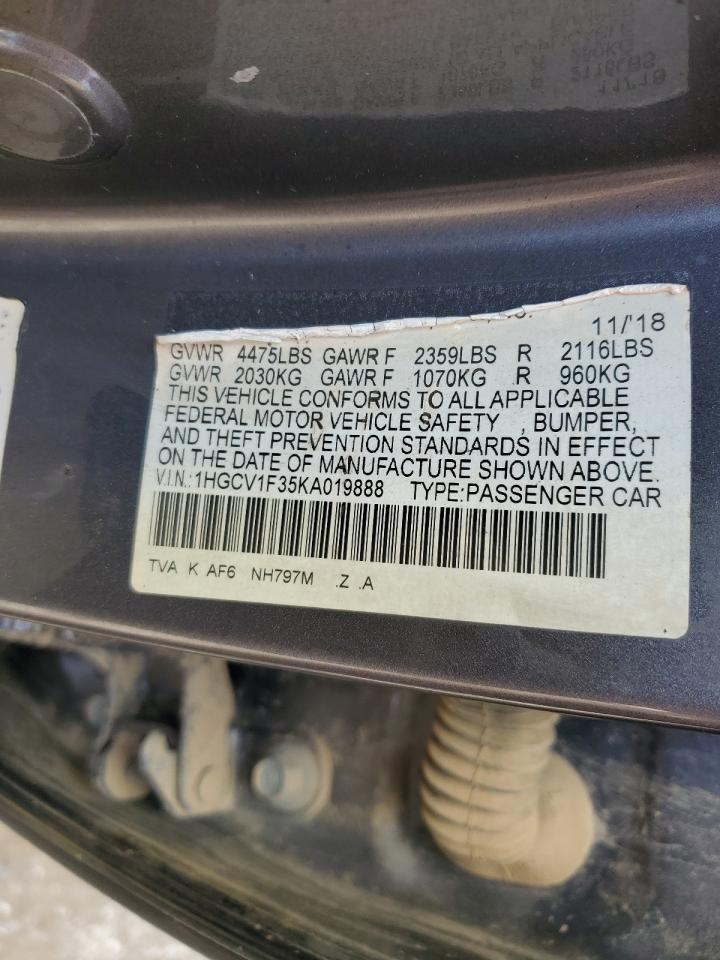 11/'18
GVWR 4475LBS GAWR F 2359LBS R 2116LBS
GVWR 2030KG GAWR F 1070KG R 960KG
THIS VEHICLE CONFORMS TO ALL APPLICABLE
FEDERAL MOTOR VEHICLE SAFETY , BUMPER,
AND THEFT PREVENTION STANDARDS IN EFFECT
ON THE DATE OF MANUFACTURE SHOWN ABOVE.
V.I.N.:1HGCV1F35KA019888 TYPE:PASSENGER CAR
TVA K AF6 NH797M .Z .A